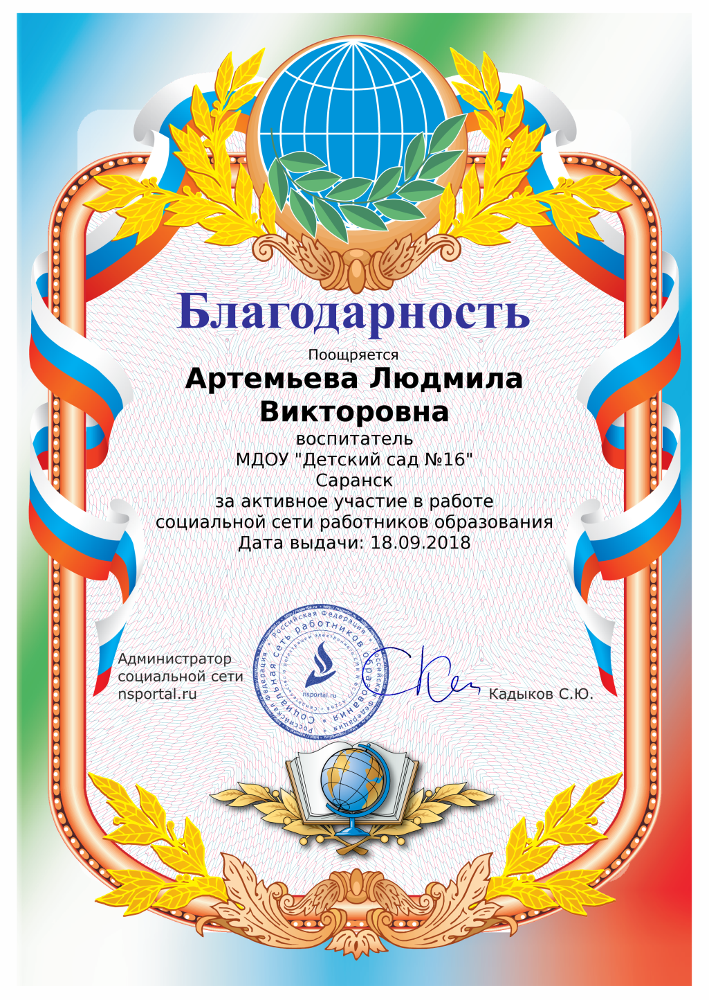 Благодарность
Поощряется
Артемьева Людмила
Викторовна
воспитатель
МДОУ "Детский сад №16"
Саранск
за активное участие в работе
социальной сети работников образования
Дата выдачи: 18.09.2018
Администратор
социальной сети
nsportal.ru
Российская Федерация
Социальная сеть работников образования
nsportal.ru
Кадыков С.Ю.